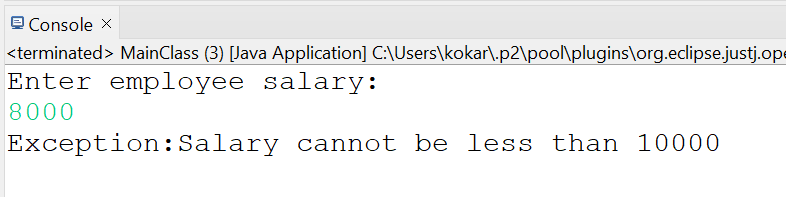 Console
<terminated> MainClass (3) [Java Application] C:\Users\kokar\.p2\pool\plugins\org.eclipse.justj.ope
Enter employee salary:
8000
Exception:Salary cannot be less than 10000